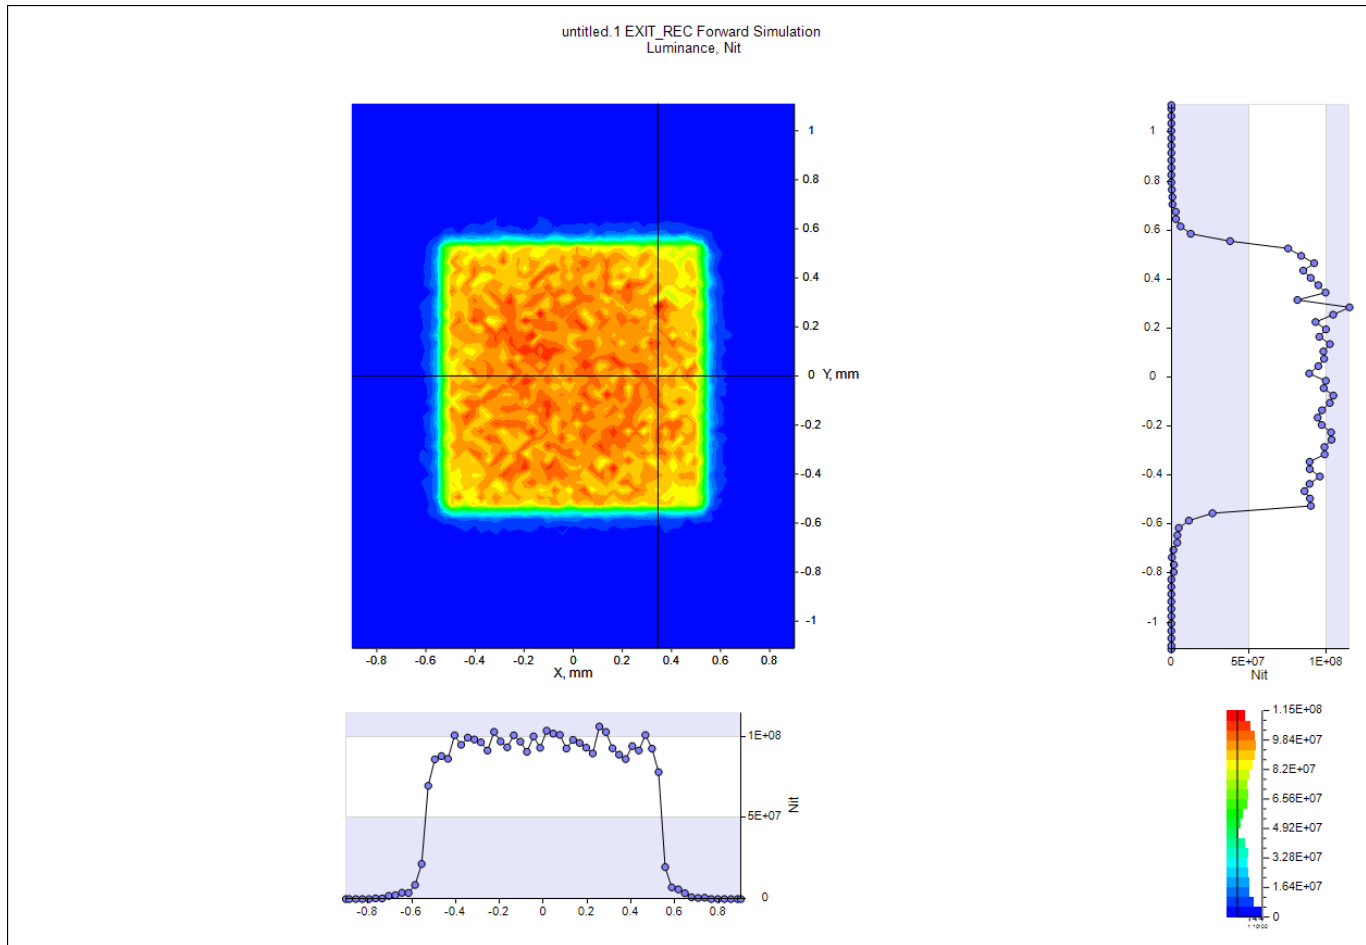 untitled.1 EXIT_REC Forward Simulation
Luminance, Nit
1
0.8
0.6
0.4
0.2
0 Y, mm
-0.2
-0.4
-0.6
-0.8
-1
-0.8 -0.6 -0.4 -0.2 0 0.2 0.4 0.6 0.8
X, mm
1
0.8
0.6
0.4
0.2
0
-0.2
-0.4
-0.6
-0.8
-1
0 5E+07 1E+08
Nit
1E+08
5E+07
0
Nit
-0.8 -0.6 -0.4 -0.2 0 0.2 0.4 0.6 0.8
1.15E+08
9.84E+07
8.2E+07
6.56E+07
4.92E+07
3.28E+07
1.64E+07
0